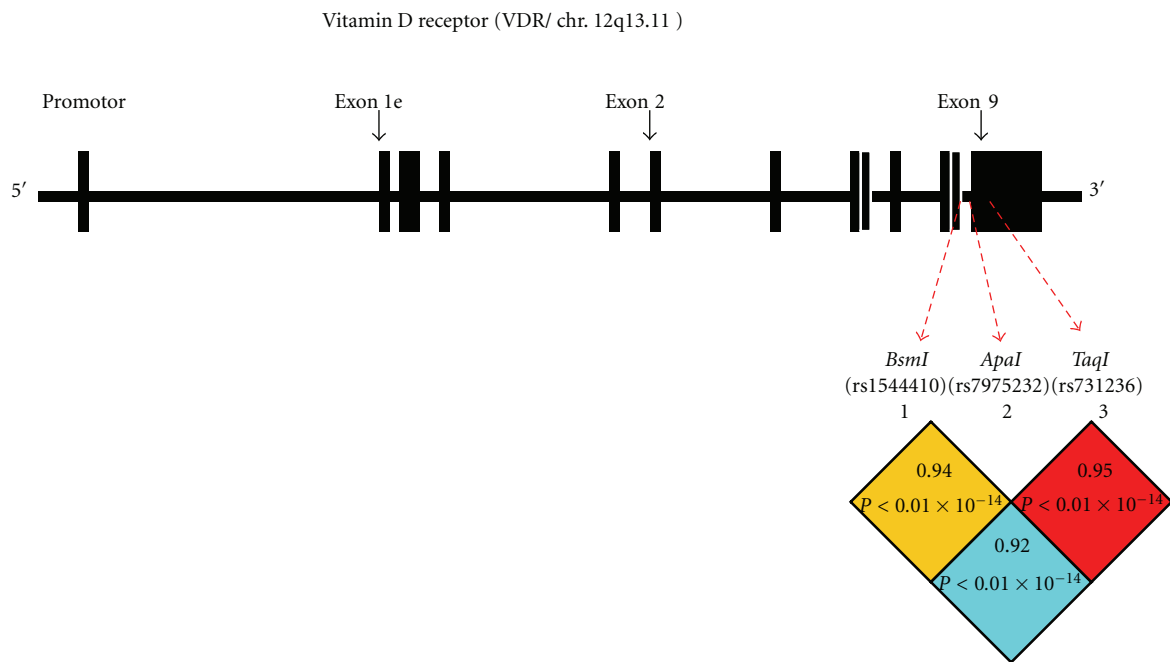 Vitamin D receptor (VDR/ chr. 12q13.11 )
Promotor Exon 1e Exon 2 Exon 9
5′ 3′
BsmI ApaI TaqI
(rs1544410)(rs7975232)(rs731236)
1 2 3
0.94 0.95
P < 0.01 × 10⁻¹⁴ P < 0.01 × 10⁻¹⁴
0.92
P < 0.01 × 10⁻¹⁴